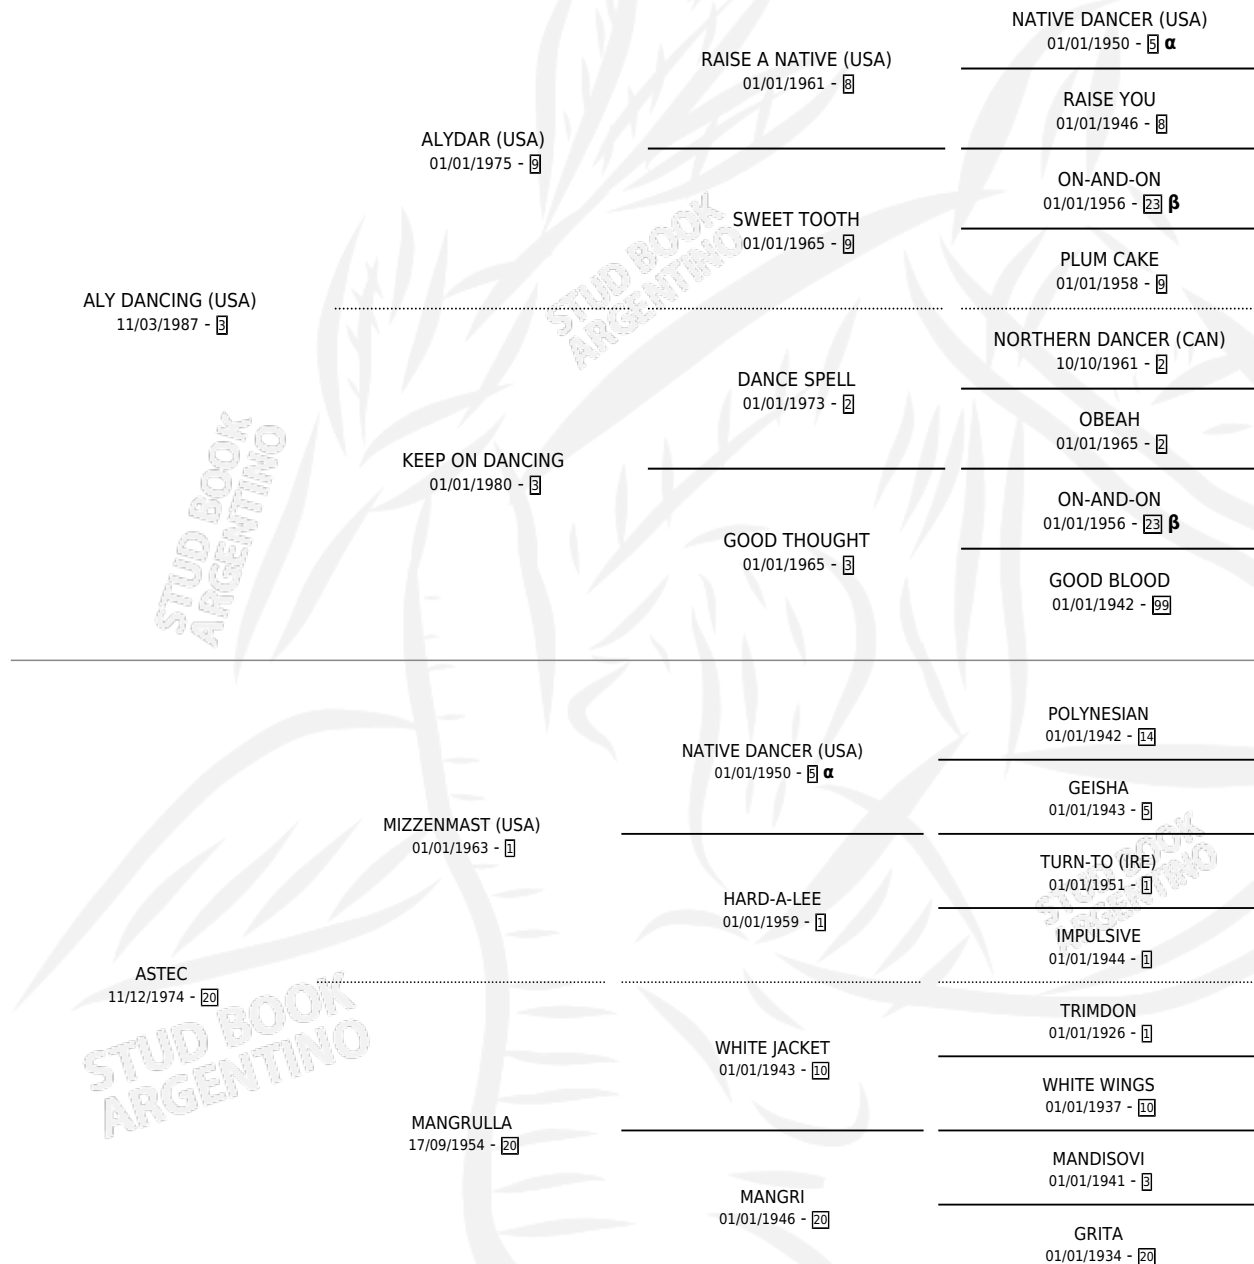 NATIVE DANCER (USA)
01/01/1950 - 5 α
RAISE A NATIVE (USA)
01/01/1961 - 8
RAISE YOU
01/01/1946 - 8
ALYDAR (USA)
01/01/1975 - 9
ON-AND-ON
01/01/1956 - 23 β
SWEET TOOTH
01/01/1965 - 9
PLUM CAKE
01/01/1958 - 9
ALY DANCING (USA)
11/03/1987 - 3
NORTHERN DANCER (CAN)
10/10/1961 - 2
DANCE SPELL
01/01/1973 - 2
OBEAH
01/01/1965 - 2
KEEP ON DANCING
01/01/1980 - 3
ON-AND-ON
01/01/1956 - 23 β
GOOD THOUGHT
01/01/1965 - 3
GOOD BLOOD
01/01/1942 - 99
POLYNESIAN
01/01/1942 - 14
NATIVE DANCER (USA)
01/01/1950 - 5 α
GEISHA
01/01/1943 - 5
MIZZENMAST (USA)
01/01/1963 - 1
TURN-TO (IRE)
01/01/1951 - 1
HARD-A-LEE
01/01/1959 - 1
IMPULSIVE
01/01/1944 - 1
ASTEC
11/12/1974 - 20
TRIMDON
01/01/1926 - 1
WHITE JACKET
01/01/1943 - 10
WHITE WINGS
01/01/1937 - 10
MANGRULLA
17/09/1954 - 20
MANDISOVI
01/01/1941 - 3
MANGRI
01/01/1946 - 20
GRITA
01/01/1934 - 20
STUD BOOK
ARGENTINO
STUD BOOK
ARGENTINO
STUD BOOK
ARGENTINO
STUD BOOK
ARGENTINO